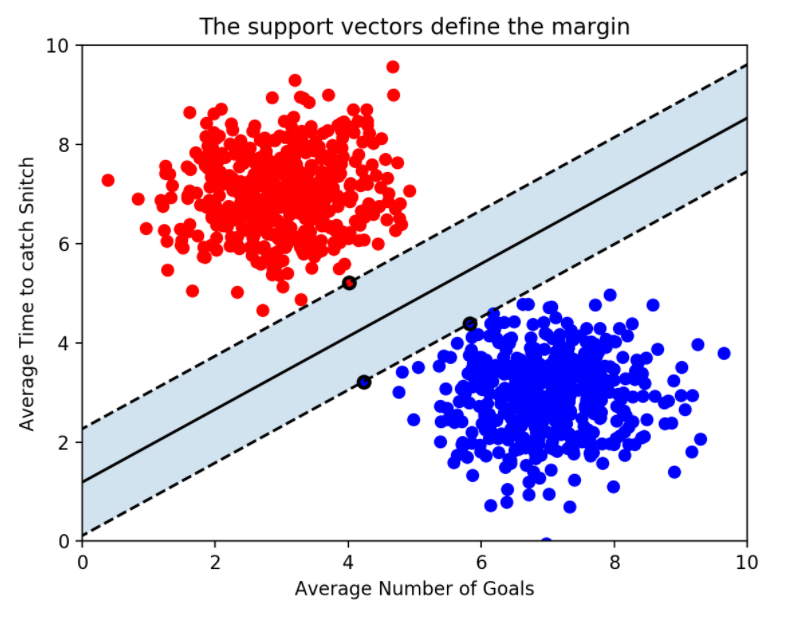 The support vectors define the margin
10
8
6
4
2
0
Average Time to catch Snitch
0 2 4 6 8 10
Average Number of Goals